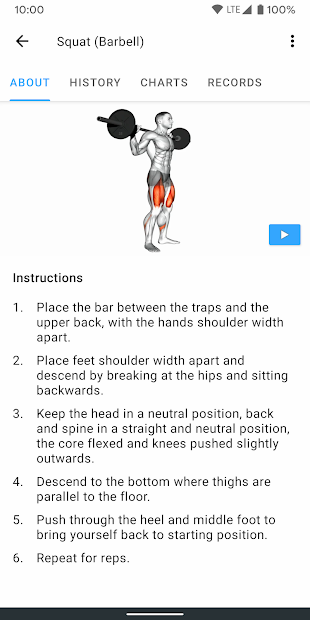 10:00 LTE 100%
Squat (Barbell)
ABOUT HISTORY CHARTS RECORDS
Instructions
1. Place the bar between the traps and the
upper back, with the hands shoulder width
apart.
2. Place feet shoulder width apart and
descend by breaking at the hips and sitting
backwards.
3. Keep the head in a neutral position, back
and spine in a straight and neutral position,
the core flexed and knees pushed slightly
outwards.
4. Descend to the bottom where thighs are
parallel to the floor.
5. Push through the heel and middle foot to
bring yourself back to starting position.
6. Repeat for reps.